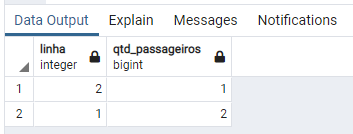 Data Output Explain Messages Notifications
linha qtd_passageiros
integer bigint
1 2 1
2 1 2